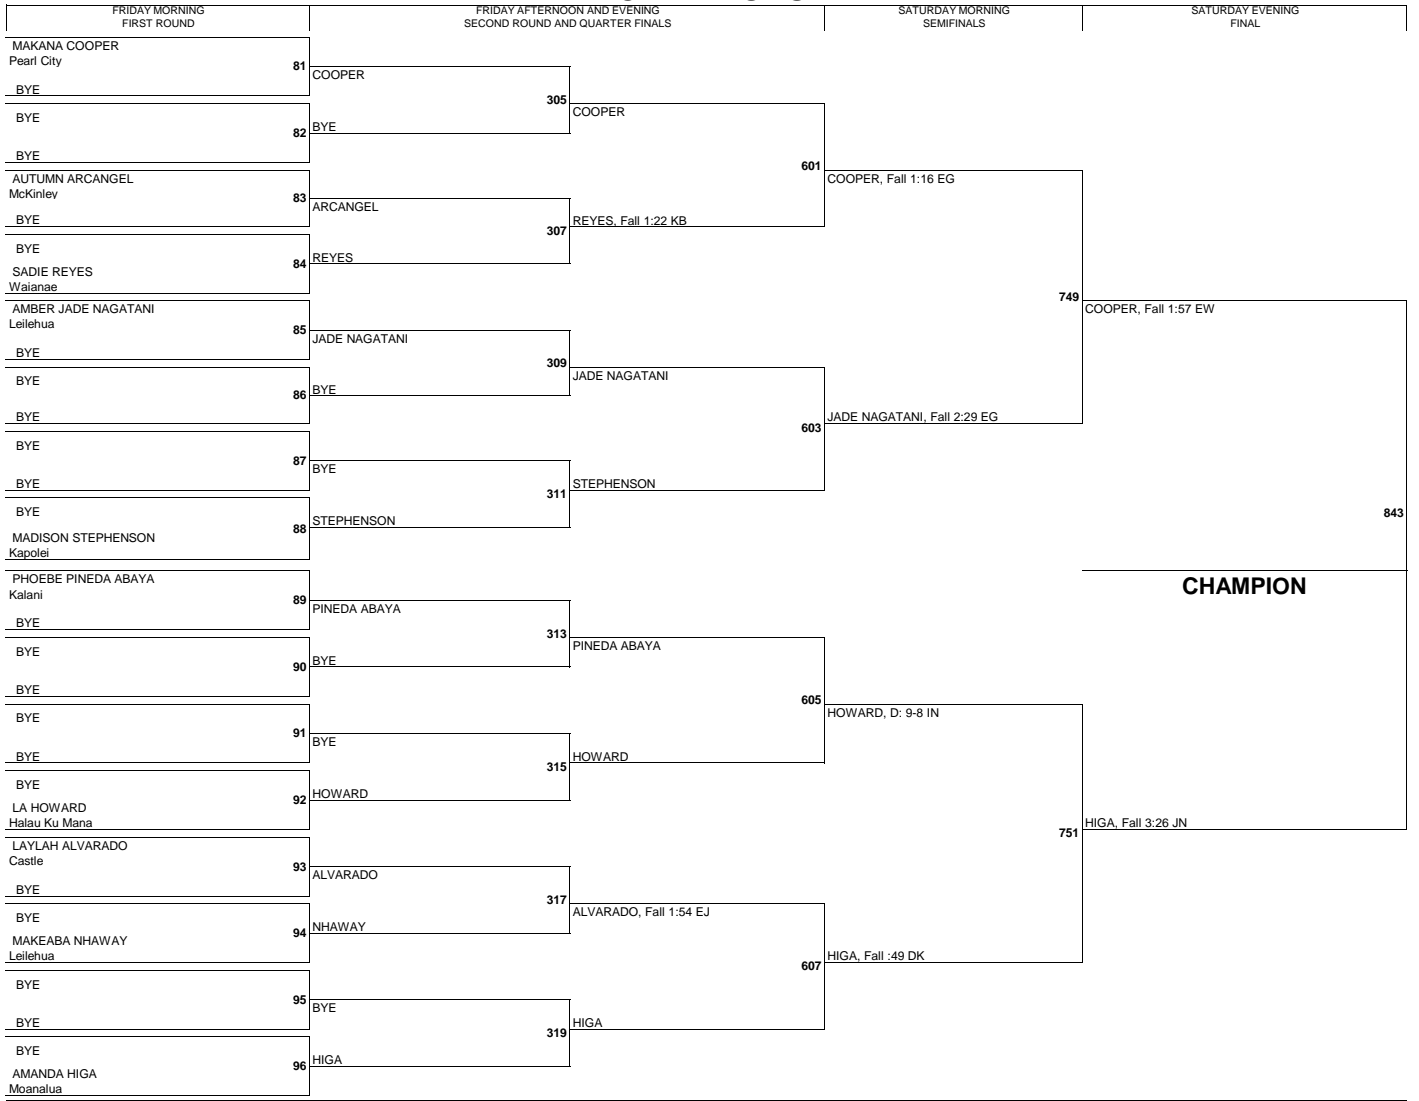 FRIDAY MORNING
FIRST ROUND
FRIDAY AFTERNOON AND EVENING
SECOND ROUND AND QUARTER FINALS
SATURDAY MORNING
SEMIFINALS
SATURDAY EVENING
FINAL
MAKANA COOPER
Pearl City
81
BYE
COOPER
305
BYE
82
BYE
BYE
COOPER
601
AUTUMN ARCANGEL
McKinley
83
BYE
ARCANGEL
307
BYE
84
SADIE REYES
Waianae
REYES
REYES, Fall 1:22 KB
COOPER, Fall 1:16 EG
749
AMBER JADE NAGATANI
Leilehua
85
BYE
JADE NAGATANI
309
BYE
86
BYE
BYE
JADE NAGATANI
603
BYE
87
BYE
BYE
311
BYE
88
MADISON STEPHENSON
Kapolei
STEPHENSON
STEPHENSON
JADE NAGATANI, Fall 2:29 EG
COOPER, Fall 1:57 EW
843
CHAMPION
PHOEBE PINEDA ABAYA
Kalani
89
BYE
PINEDA ABAYA
313
BYE
90
BYE
BYE
PINEDA ABAYA
605
BYE
91
BYE
BYE
315
BYE
92
LA HOWARD
Halau Ku Mana
HOWARD
HOWARD
HOWARD, D: 9-8 IN
751
LAYLAH ALVARADO
Castle
93
BYE
ALVARADO
317
BYE
94
MAKEABA NHAWAY
Leilehua
NHAWAY
ALVARADO, Fall 1:54 EJ
607
BYE
95
BYE
BYE
319
BYE
96
AMANDA HIGA
Moanalua
HIGA
HIGA
HIGA, Fall :49 DK
HIGA, Fall 3:26 JN